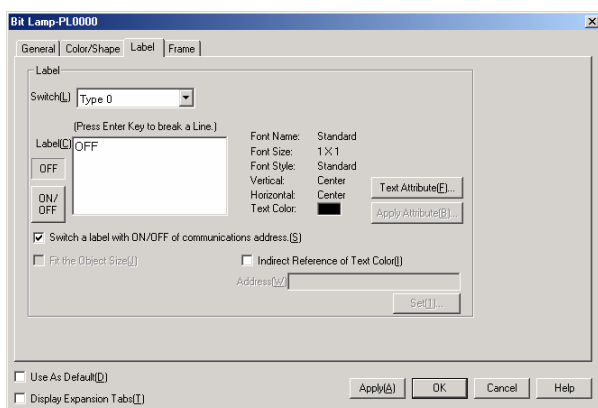 Bit Lamp-PL0000
General Color/Shape Label Frame
Label
Switch(L) Type 0
(Press Enter Key to break a Line.)
Label(C) OFF
OFF
ON/
OFF
Font Name: Standard
Font Size: 1×1
Font Style: Standard
Vertical: Center
Horizontal: Center
Text Color:
Text Attribute(F)...
Apply Attribute(R)...
Switch a label with ON/OFF of communications address.(S)
Fit the Object Size(J)
Indirect Reference of Text Color(I)
Address(W)
Set(1)...
Use As Default(D)
Display Expansion Tabs(T)
Apply(A) OK Cancel Help